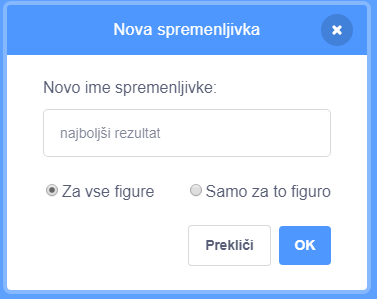 Nova spremenljivka
Novo ime spremenljivke:
najboljši rezultat
Za vse figure Samo za to figuro
Prekliči OK